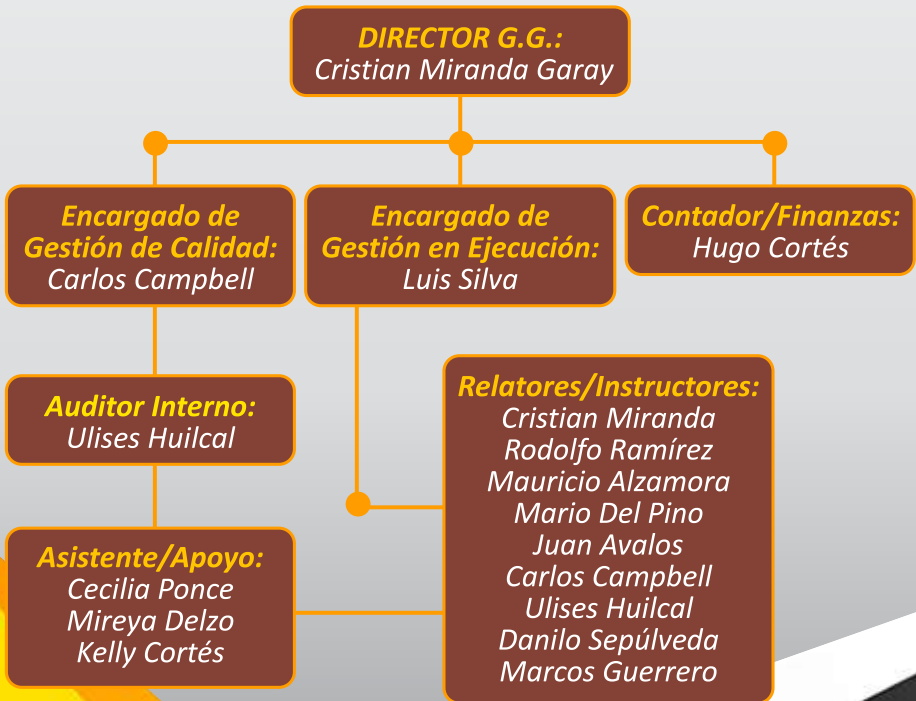 DIRECTOR G.G.:
Cristian Miranda Garay
Encargado de
Gestión de Calidad:
Carlos Campbell
Encargado de
Gestión en Ejecución:
Luis Silva
Contador/Finanzas:
Hugo Cortés
Auditor Interno:
Ulises Huilcal
Relatores/Instructores:
Cristian Miranda
Rodolfo Ramírez
Mauricio Alzamora
Mario Del Pino
Juan Avalos
Carlos Campbell
Ulises Huilcal
Danilo Sepúlveda
Marcos Guerrero
Asistente/Apoyo:
Cecilia Ponce
Mireya Delzo
Kelly Cortés